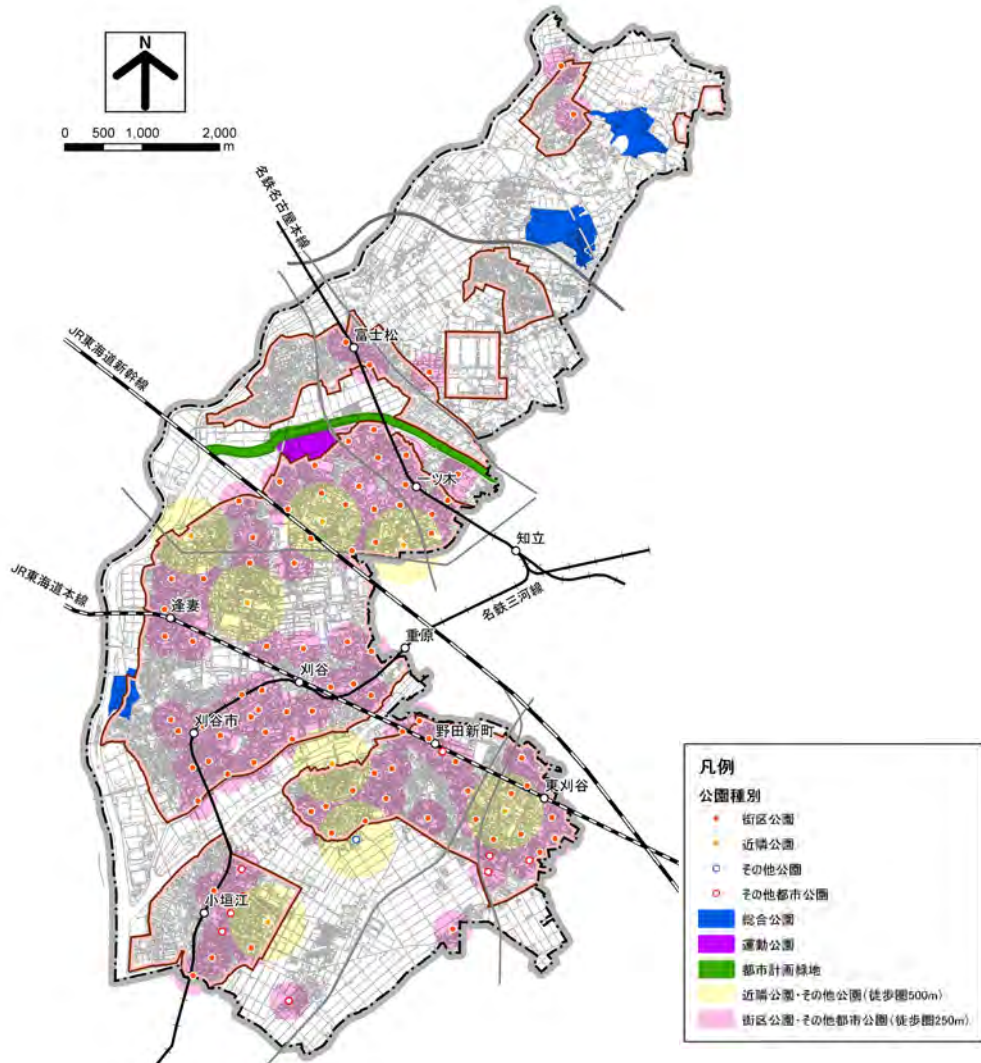 N
0 500 1,000 2,000
m
名鉄名古屋本線
富士松
JR東海道新幹線
一ツ木
知立
名鉄三河線
JR東海道本線
逢妻
重原
刈谷
刈谷市
野田新町
東刈谷
小垣江
凡例
公園種別
街区公園
近隣公園
その他公園
その他都市公園
総合公園
運動公園
都市計画緑地
近隣公園・その他公園(徒歩圏500m)
街区公園・その他都市公園(徒歩圏250m)